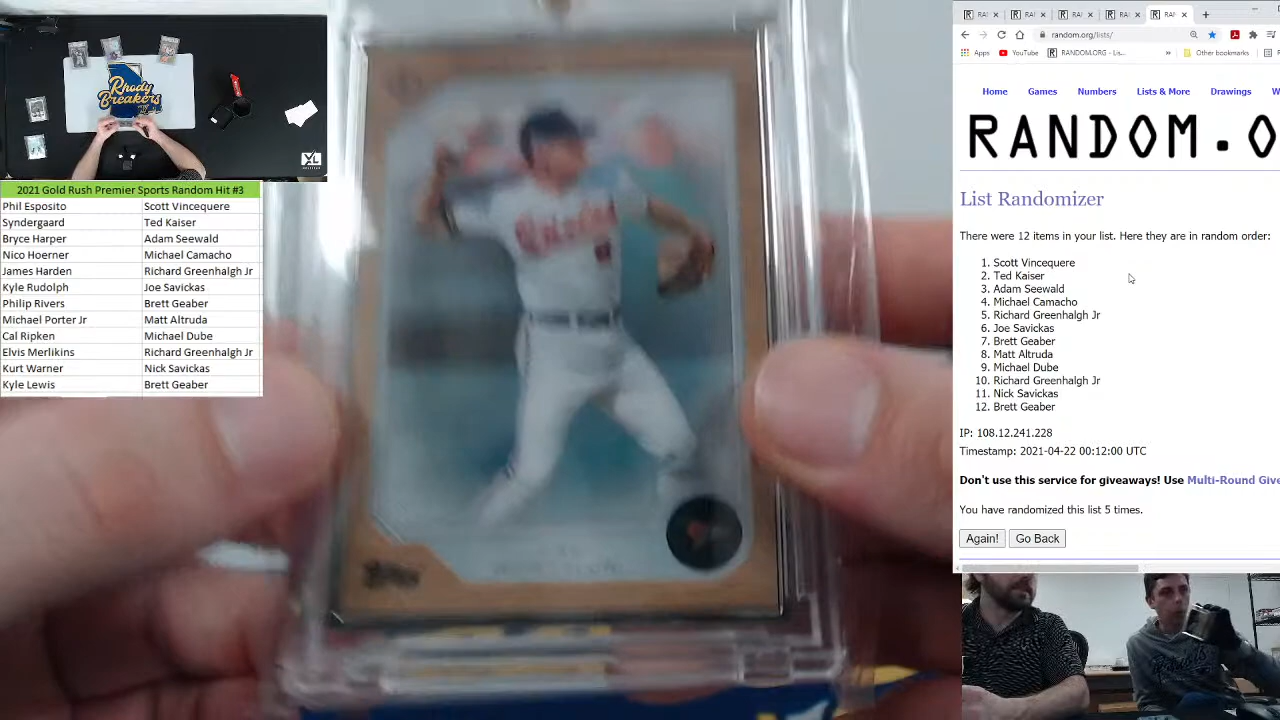 Rhody
Breakers
XL
2021 Gold Rush Premier Sports Random Hit #3
Phil Esposito Scott Vincequere
Syndergaard Ted Kaiser
Bryce Harper Adam Seewald
Nico Hoerner Michael Camacho
James Harden Richard Greenhalgh Jr
Kyle Rudolph Joe Savickas
Philip Rivers Brett Geaber
Michael Porter Jr Matt Altruda
Cal Ripken Michael Dube
Elvis Merlikins Richard Greenhalgh Jr
Kurt Warner Nick Savickas
Kyle Lewis Brett Geaber
topps
random.org/lists/
Apps YouTube RANDOM.ORG - Lis... » Other bookmarks
Home Games Numbers Lists & More Drawings W
RANDOM.O
List Randomizer
There were 12 items in your list. Here they are in random order:
1. Scott Vincequere
2. Ted Kaiser
3. Adam Seewald
4. Michael Camacho
5. Richard Greenhalgh Jr
6. Joe Savickas
7. Brett Geaber
8. Matt Altruda
9. Michael Dube
10. Richard Greenhalgh Jr
11. Nick Savickas
12. Brett Geaber
IP: 108.12.241.228
Timestamp: 2021-04-22 00:12:00 UTC
Don't use this service for giveaways! Use Multi-Round Give
You have randomized this list 5 times.
Again! Go Back